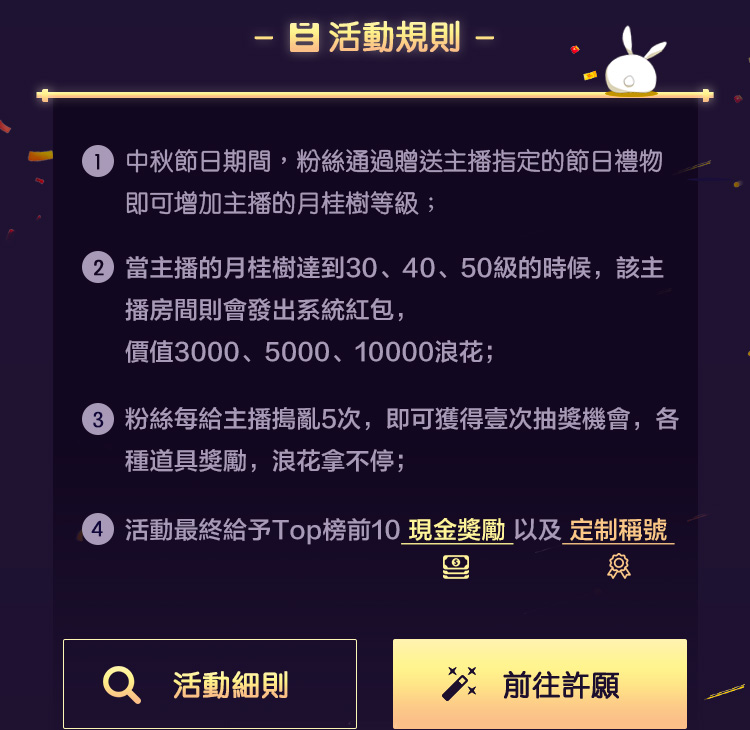 活動規則
1 中秋節日期間，粉絲通過贈送主播指定的節日禮物
即可增加主播的月桂樹等級；
2 當主播的月桂樹達到30、40、50級的時候，該主
播房間則會發出系統紅包，
價值3000、5000、10000浪花；
3 粉絲每給主播搗亂5次，即可獲得壹次抽獎機會，各
種道具獎勵，浪花拿不停；
4 活動最終給予Top榜前10 現金獎勵 以及 定制稱號
活動細則
前往許願